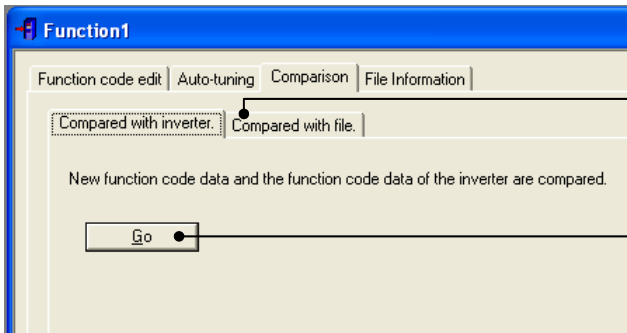 Function1
Function code edit Auto-tuning Comparison File Information
Compared with inverter. Compared with file.
New function code data and the function code data of the inverter are compared.
Go